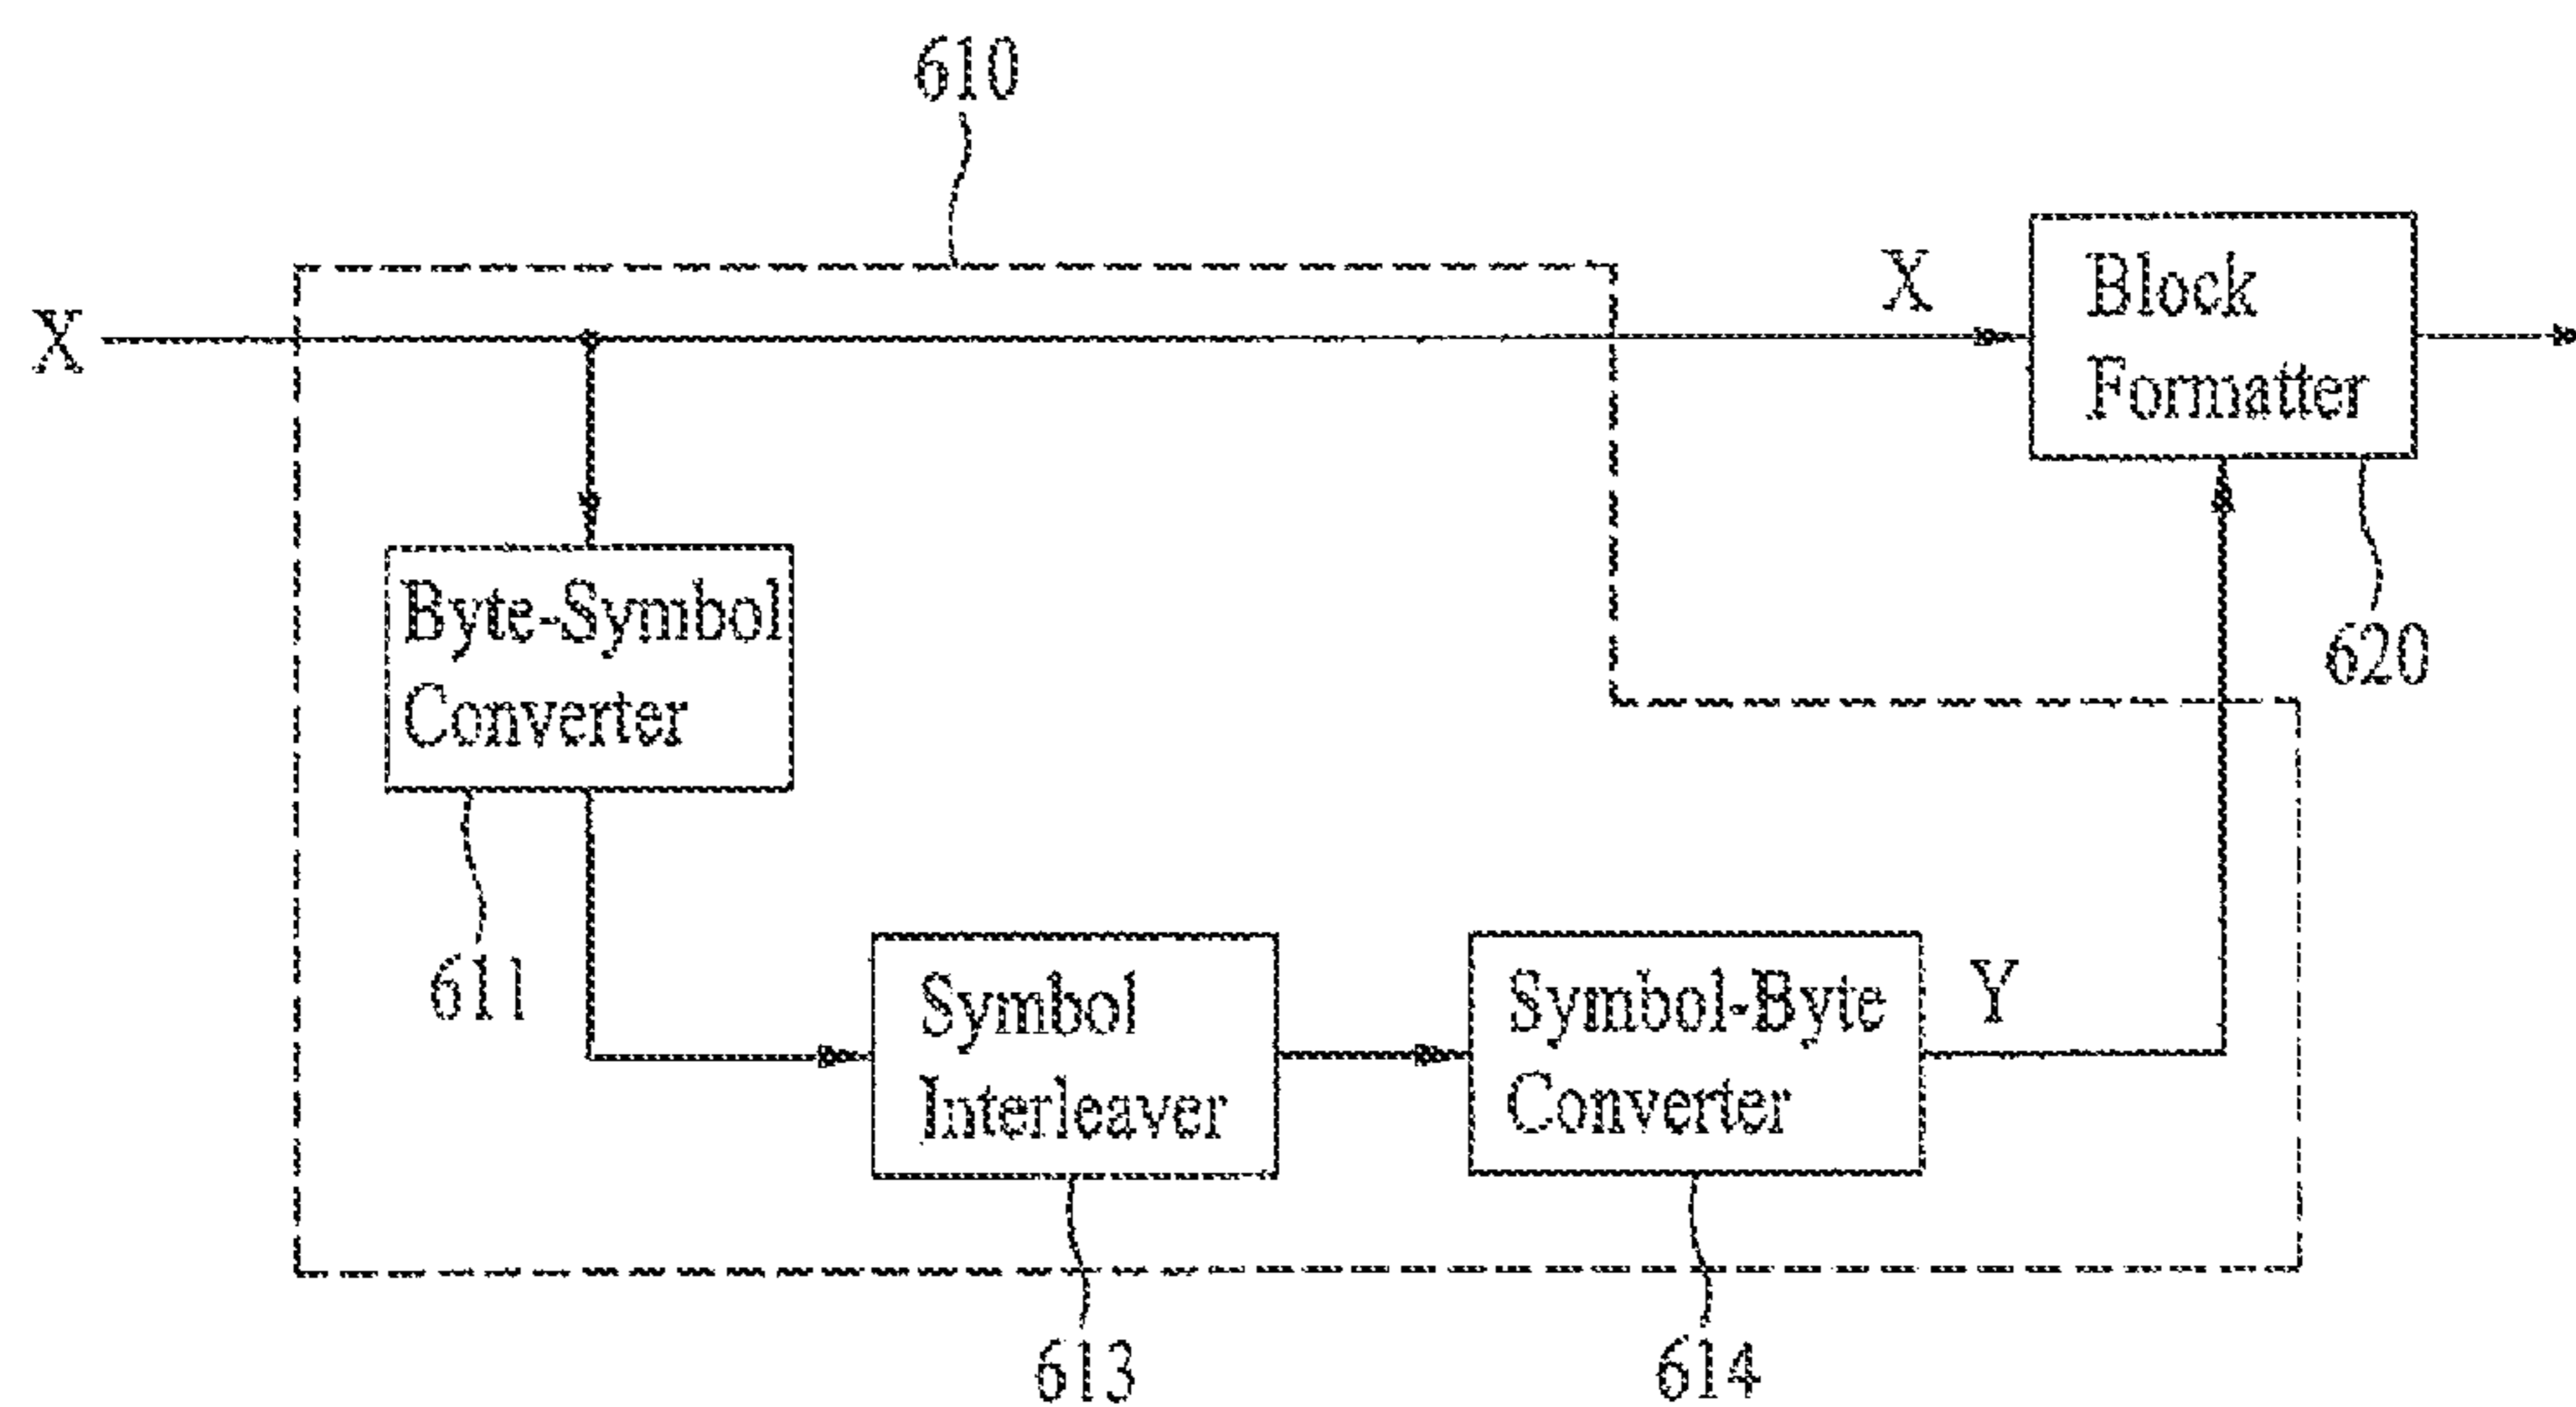 610
X
X
Block
Formatter
620
Byte-Symbol
Converter
611
Symbol
Interleaver
613
Symbol-Byte
Converter
614
Y